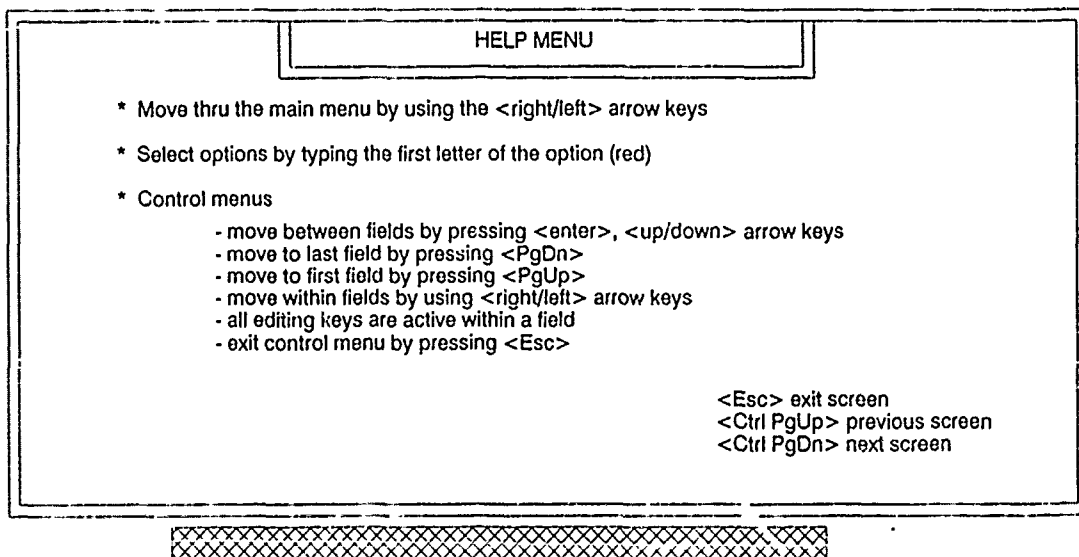 HELP MENU
* Move thru the main menu by using the <right/left> arrow keys
* Select options by typing the first letter of the option (red)
* Control menus
- move between fields by pressing <enter>, <up/down> arrow keys
- move to last field by pressing <PgDn>
- move to first field by pressing <PgUp>
- move within fields by using <right/left> arrow keys
- all editing keys are active within a field
- exit control menu by pressing <Esc>
<Esc> exit screen
<Ctrl PgUp> previous screen
<Ctrl PgDn> next screen